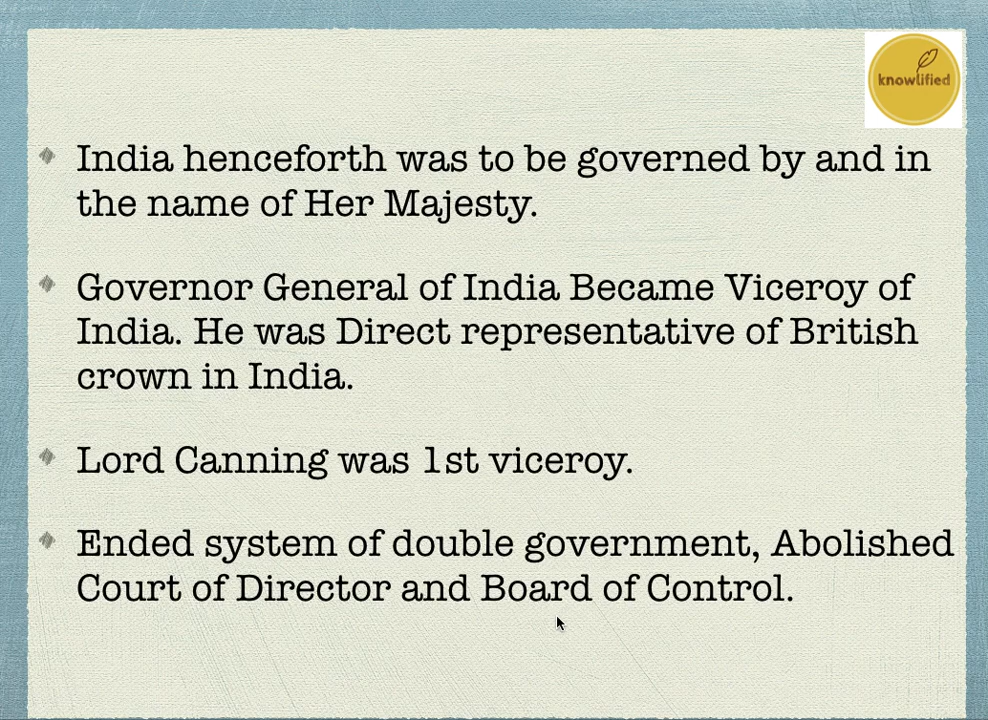 knowlified
India henceforth was to be governed by and in
the name of Her Majesty.
Governor General of India Became Viceroy of
India. He was Direct representative of British
crown in India.
Lord Canning was 1st viceroy.
Ended system of double government, Abolished
Court of Director and Board of Control.